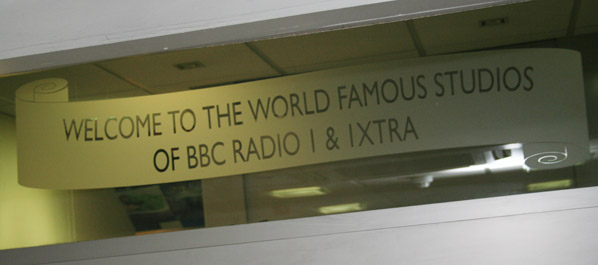 WELCOME TO THE WORLD FAMOUS STUDIOS
OF BBC RADIO 1 & 1XTRA